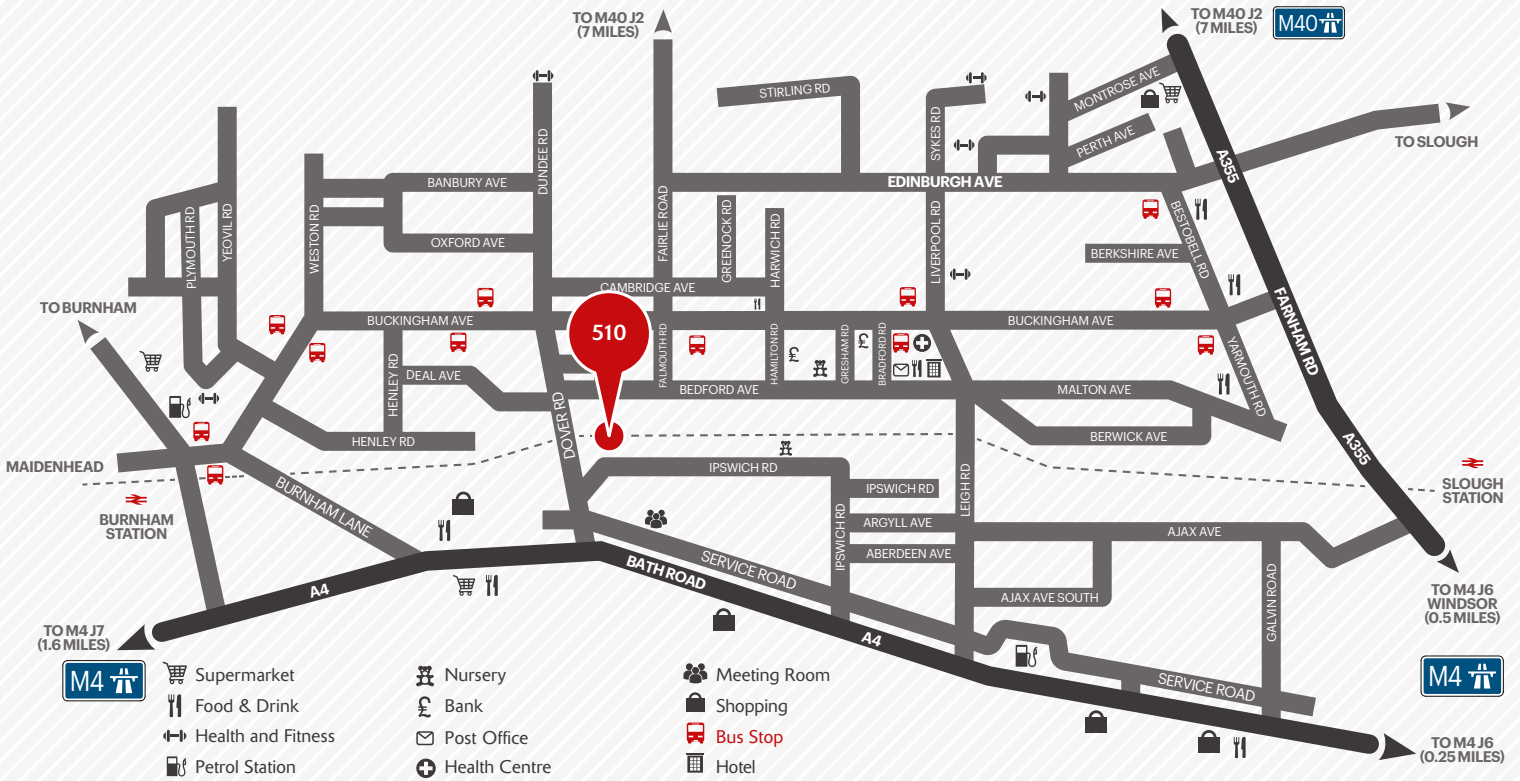 TO M40 J2
(7 MILES)
TO M40 J2
(7 MILES)
M40
STIRLING RD
MONTROSE AVE
PERTH AVE
SYKES RD
DUNDEE RD
A355
TO SLOUGH
BANBURY AVE
EDINBURGH AVE
PLYMOUTH RD
YEOVIL RD
WESTON RD
OXFORD AVE
FAIRLIE ROAD
GREENOCK RD
HARWICH RD
LIVERPOOL RD
BESTOBELL RD
BERKSHIRE AVE
CAMBRIDGE AVE
TO BURNHAM
BUCKINGHAM AVE
510
BUCKINGHAM AVE
FARNHAM RD
HENLEY RD
DEAL AVE
FALMOUTH RD
HAMILTON RD
£
GRESHAM RD
£
BRADFORD RD
YARMOUTH RD
BEDFORD AVE
MALTON AVE
HENLEY RD
DOVER RD
BERWICK AVE
A355
MAIDENHEAD
IPSWICH RD
IPSWICH RD
LEIGH RD
SLOUGH
STATION
BURNHAM
STATION
BURNHAM LANE
IPSWICH RD
ARGYLL AVE
AJAX AVE
ABERDEEN AVE
SERVICE ROAD
BATH ROAD
A4
AJAX AVE SOUTH
GALVIN ROAD
TO M4 J6
WINDSOR
(0.5 MILES)
TO M4 J7
(1.6 MILES)
A4
M4
SERVICE ROAD
M4
TO M4 J6
(0.25 MILES)
Supermarket
Food & Drink
Health and Fitness
Petrol Station
Nursery
£ Bank
Post Office
Health Centre
Meeting Room
Shopping
Bus Stop
Hotel